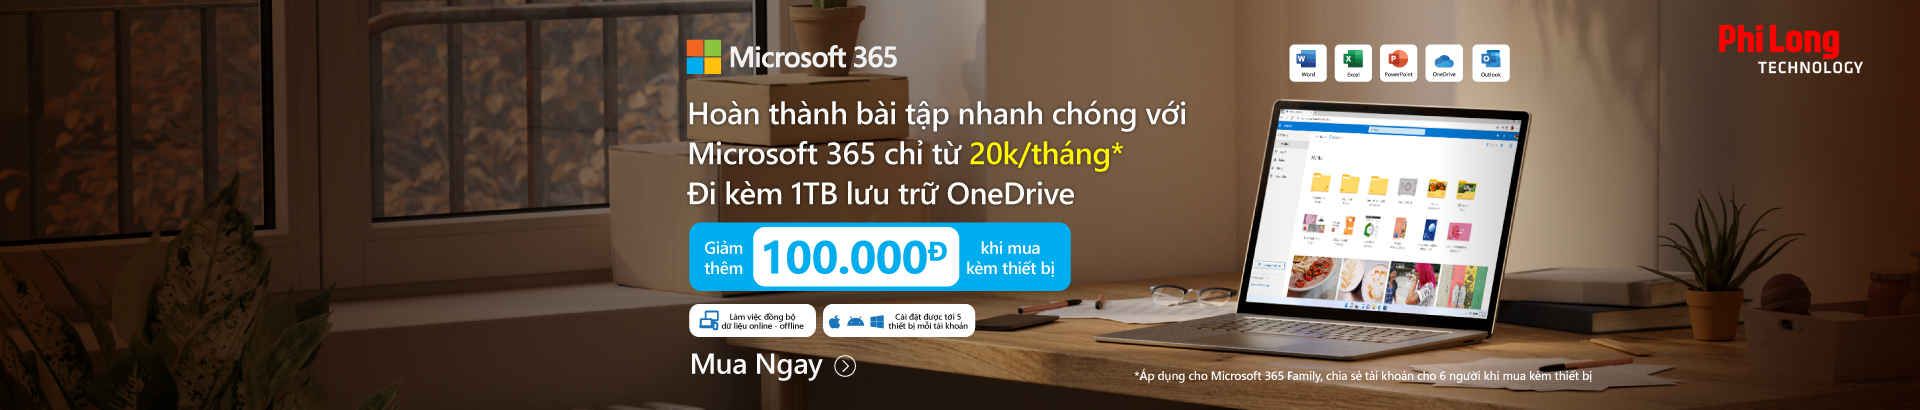 Microsoft 365
Word
Excel
PowerPoint
OneDrive
Outlook
Phi Long
TECHNOLOGY
Hoàn thành bài tập nhanh chóng với
Microsoft 365 chỉ từ 20k/tháng*
Đi kèm 1TB lưu trữ OneDrive
Giảm
thêm
100.000Đ
khi mua
kèm thiết bị
Làm việc đồng bộ
dữ liệu online - offline
Cài đặt được tới 5
thiết bị mỗi tài khoản
Mua Ngay
*Áp dụng cho Microsoft 365 Family, chia sẻ tài khoản cho 6 người khi mua kèm thiết bị